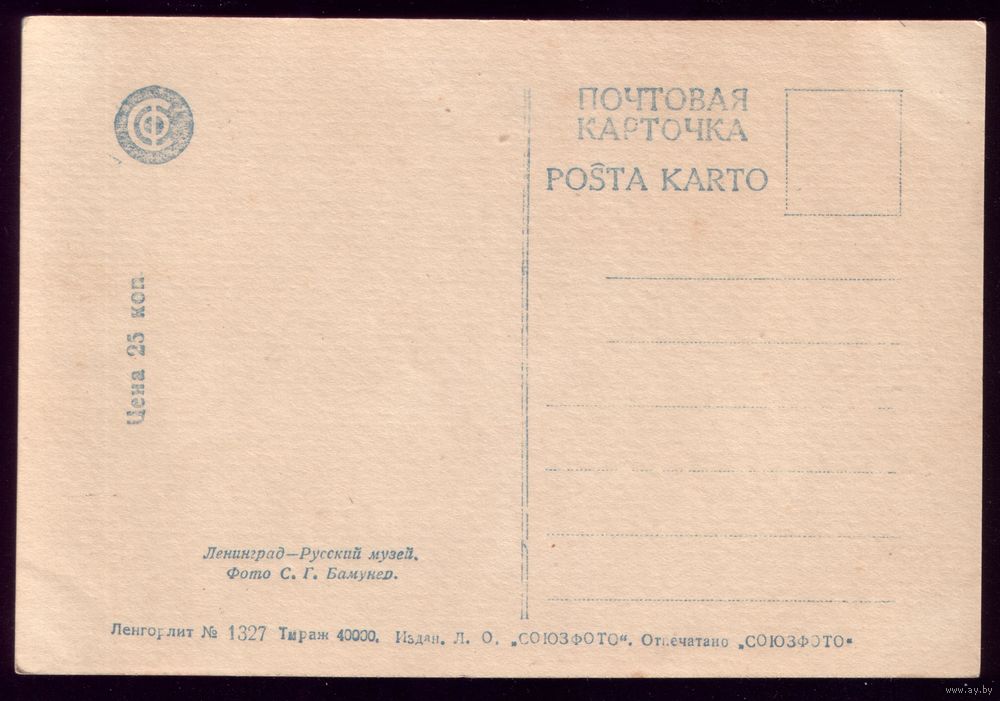 ПОЧТОВАЯ
КАРТОЧКА
POŜTA KARTO
Цена 25 коп.
Ленинград—Русский музей.
Фото С. Г. Бамунер.
Ленгорлит № 1327 Тираж 40000. Издан. Л. О. „СОЮЗФОТО“. Отпечатано „СОЮЗФОТО“
www.ay.by